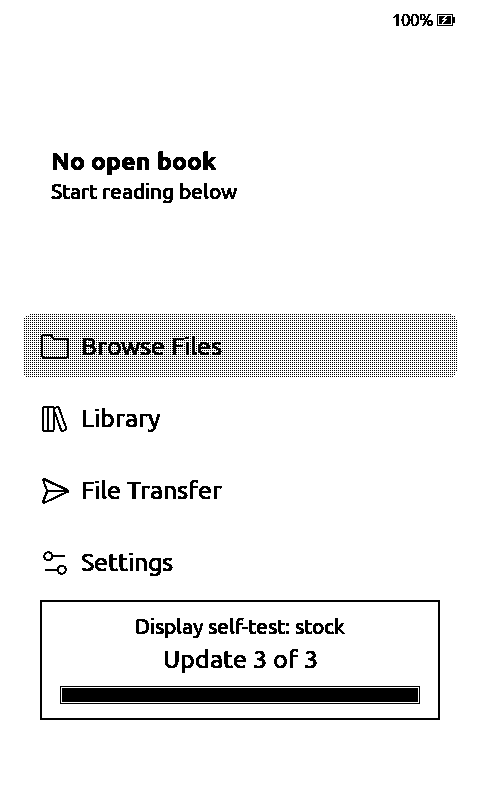 100%
No open book
Start reading below
Browse Files
Library
File Transfer
Settings
Display self-test: stock
Update 3 of 3